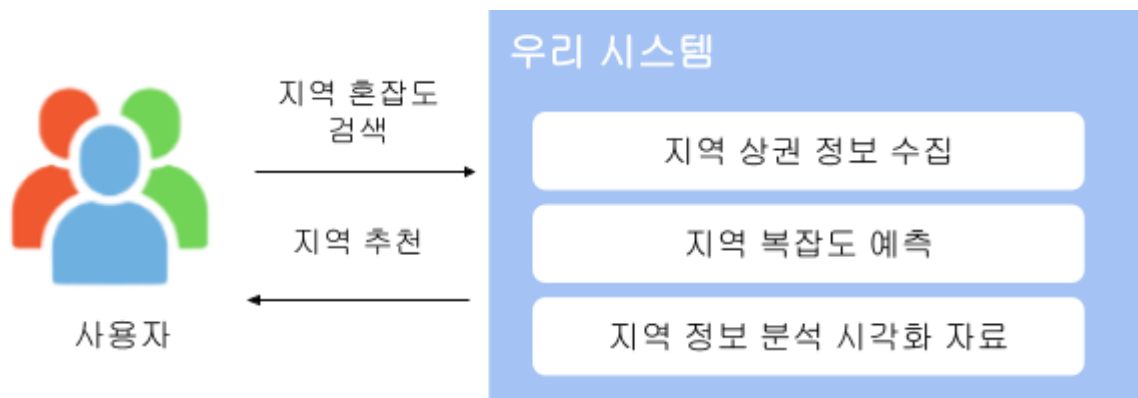 우리 시스템
지역 혼잡도
검색
지역 추천
사용자
지역 상권 정보 수집
지역 복잡도 예측
지역 정보 분석 시각화 자료